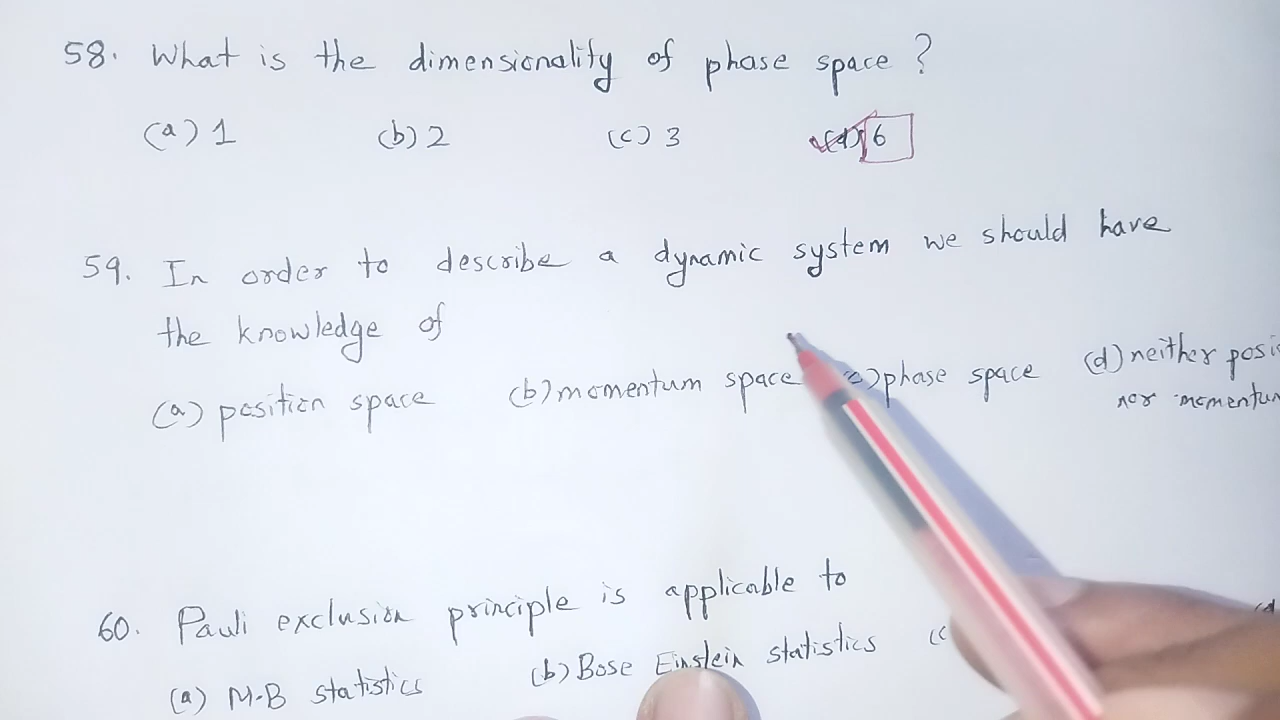 58. What is the dimensionality of phase space ?
(a) 1 (b) 2 (c) 3 (d) 6
59. In order to describe a dynamic system we should have
the knowledge of
(a) position space (b) momentum space (c) phase space (d) neither posi
nor momentum
60. Pauli exclusion principle is applicable to
(a) M-B statistics (b) Bose Einstein statistics (c